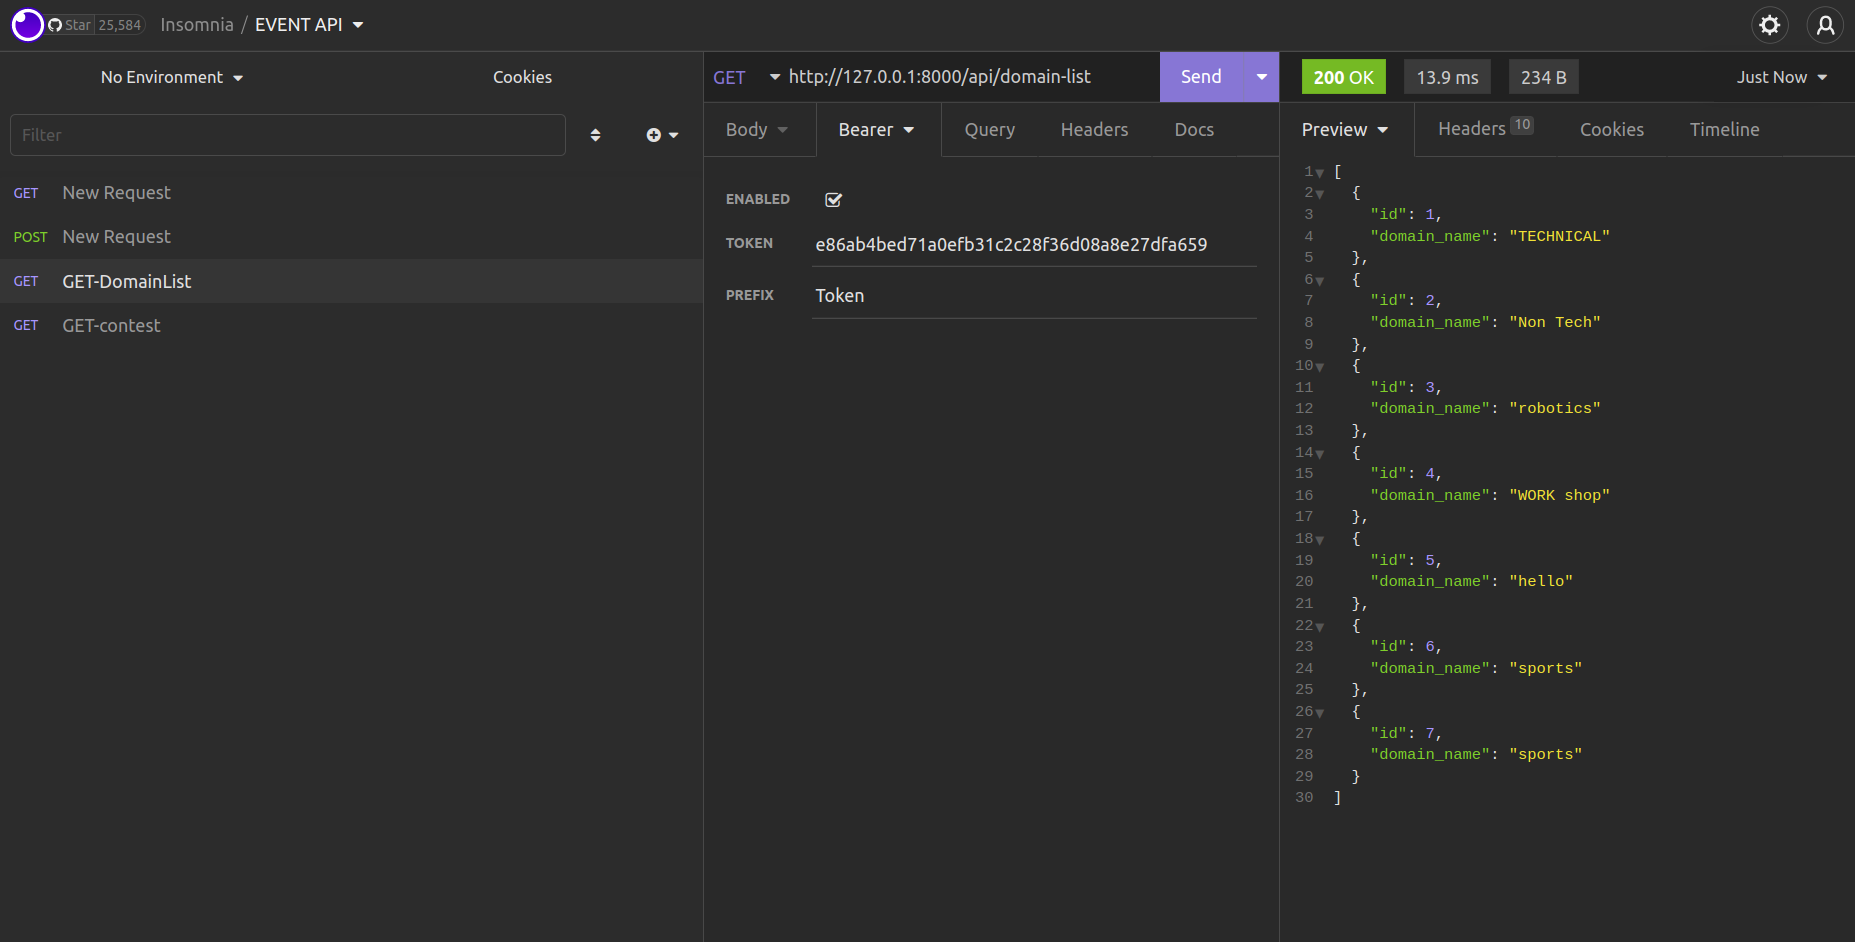 Star 25,584 Insomnia / EVENT API
No Environment
Cookies
Filter
GET New Request
POST New Request
GET GET-DomainList
GET GET-contest
GET http://127.0.0.1:8000/api/domain-list Send
Body Bearer Query Headers Docs
ENABLED
TOKEN e86ab4bed71a0efb31c2c28f36d08a8e27dfa659
PREFIX Token
200 OK 13.9 ms 234 B Just Now
Preview Headers 10 Cookies Timeline
1 [
2 {
3 "id": 1,
4 "domain_name": "TECHNICAL"
5 },
6 {
7 "id": 2,
8 "domain_name": "Non Tech"
9 },
10 {
11 "id": 3,
12 "domain_name": "robotics"
13 },
14 {
15 "id": 4,
16 "domain_name": "WORK shop"
17 },
18 {
19 "id": 5,
20 "domain_name": "hello"
21 },
22 {
23 "id": 6,
24 "domain_name": "sports"
25 },
26 {
27 "id": 7,
28 "domain_name": "sports"
29 }
30 ]